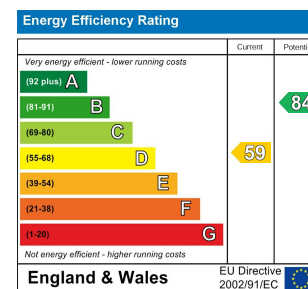 Energy Efficiency Rating
Current Potenti
Very energy efficient - lower running costs
(92 plus) A
(81-91) B
84
(69-80) C
(55-68) D
59
(39-54) E
(21-38) F
(1-20) G
Not energy efficient - higher running costs
England & Wales
EU Directive
2002/91/EC